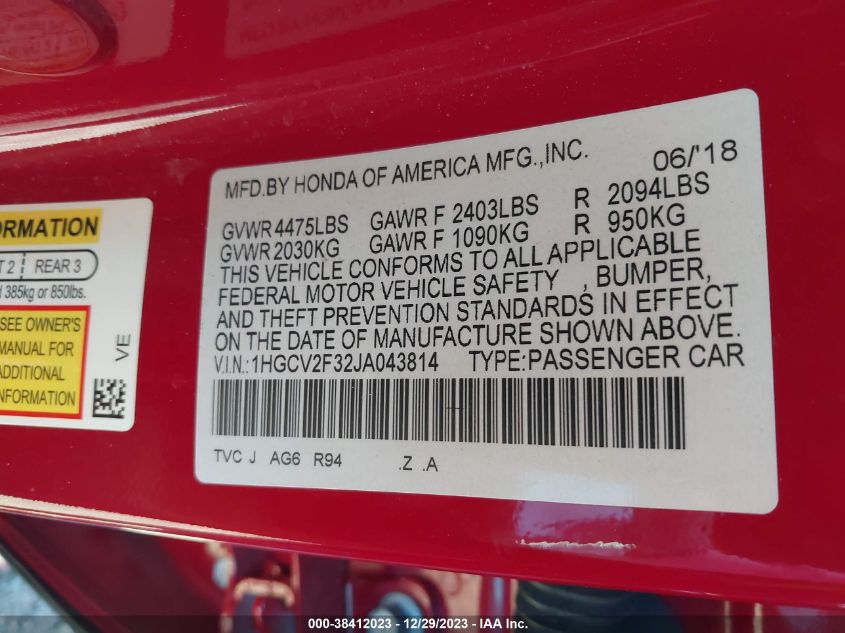 ORMATION
T 2 REAR 3
d 385kg or 850lbs.
SEE OWNER'S
MANUAL FOR
ADDITIONAL
NFORMATION
VE
MFD.BY HONDA OF AMERICA MFG.,INC. 06/'18
GVWR 4475LBS GAWR F 2403LBS R 2094LBS
GVWR 2030KG GAWR F 1090KG R 950KG
THIS VEHICLE CONFORMS TO ALL APPLICABLE
FEDERAL MOTOR VEHICLE SAFETY , BUMPER,
AND THEFT PREVENTION STANDARDS IN EFFECT
ON THE DATE OF MANUFACTURE SHOWN ABOVE.
V.I.N.:1HGCV2F32JA043814 TYPE:PASSENGER CAR
TVC J AG6 R94 .Z .A
000-38412023 - 12/29/2023 - IAA Inc.